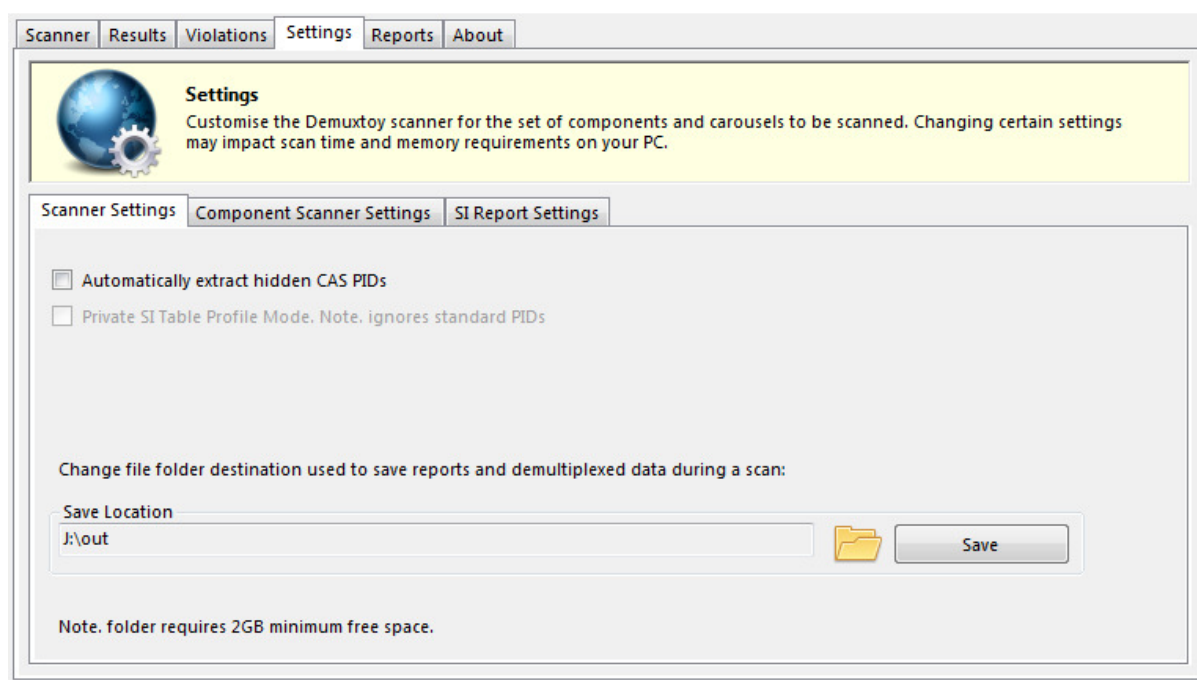 Scanner Results Violations Settings Reports About
Settings
Customise the Demuxtoy scanner for the set of components and carousels to be scanned. Changing certain settings
may impact scan time and memory requirements on your PC.
Scanner Settings Component Scanner Settings SI Report Settings
Automatically extract hidden CAS PIDs
Private SI Table Profile Mode. Note. ignores standard PIDs
Change file folder destination used to save reports and demultiplexed data during a scan:
Save Location
J:\out
Save
Note. folder requires 2GB minimum free space.